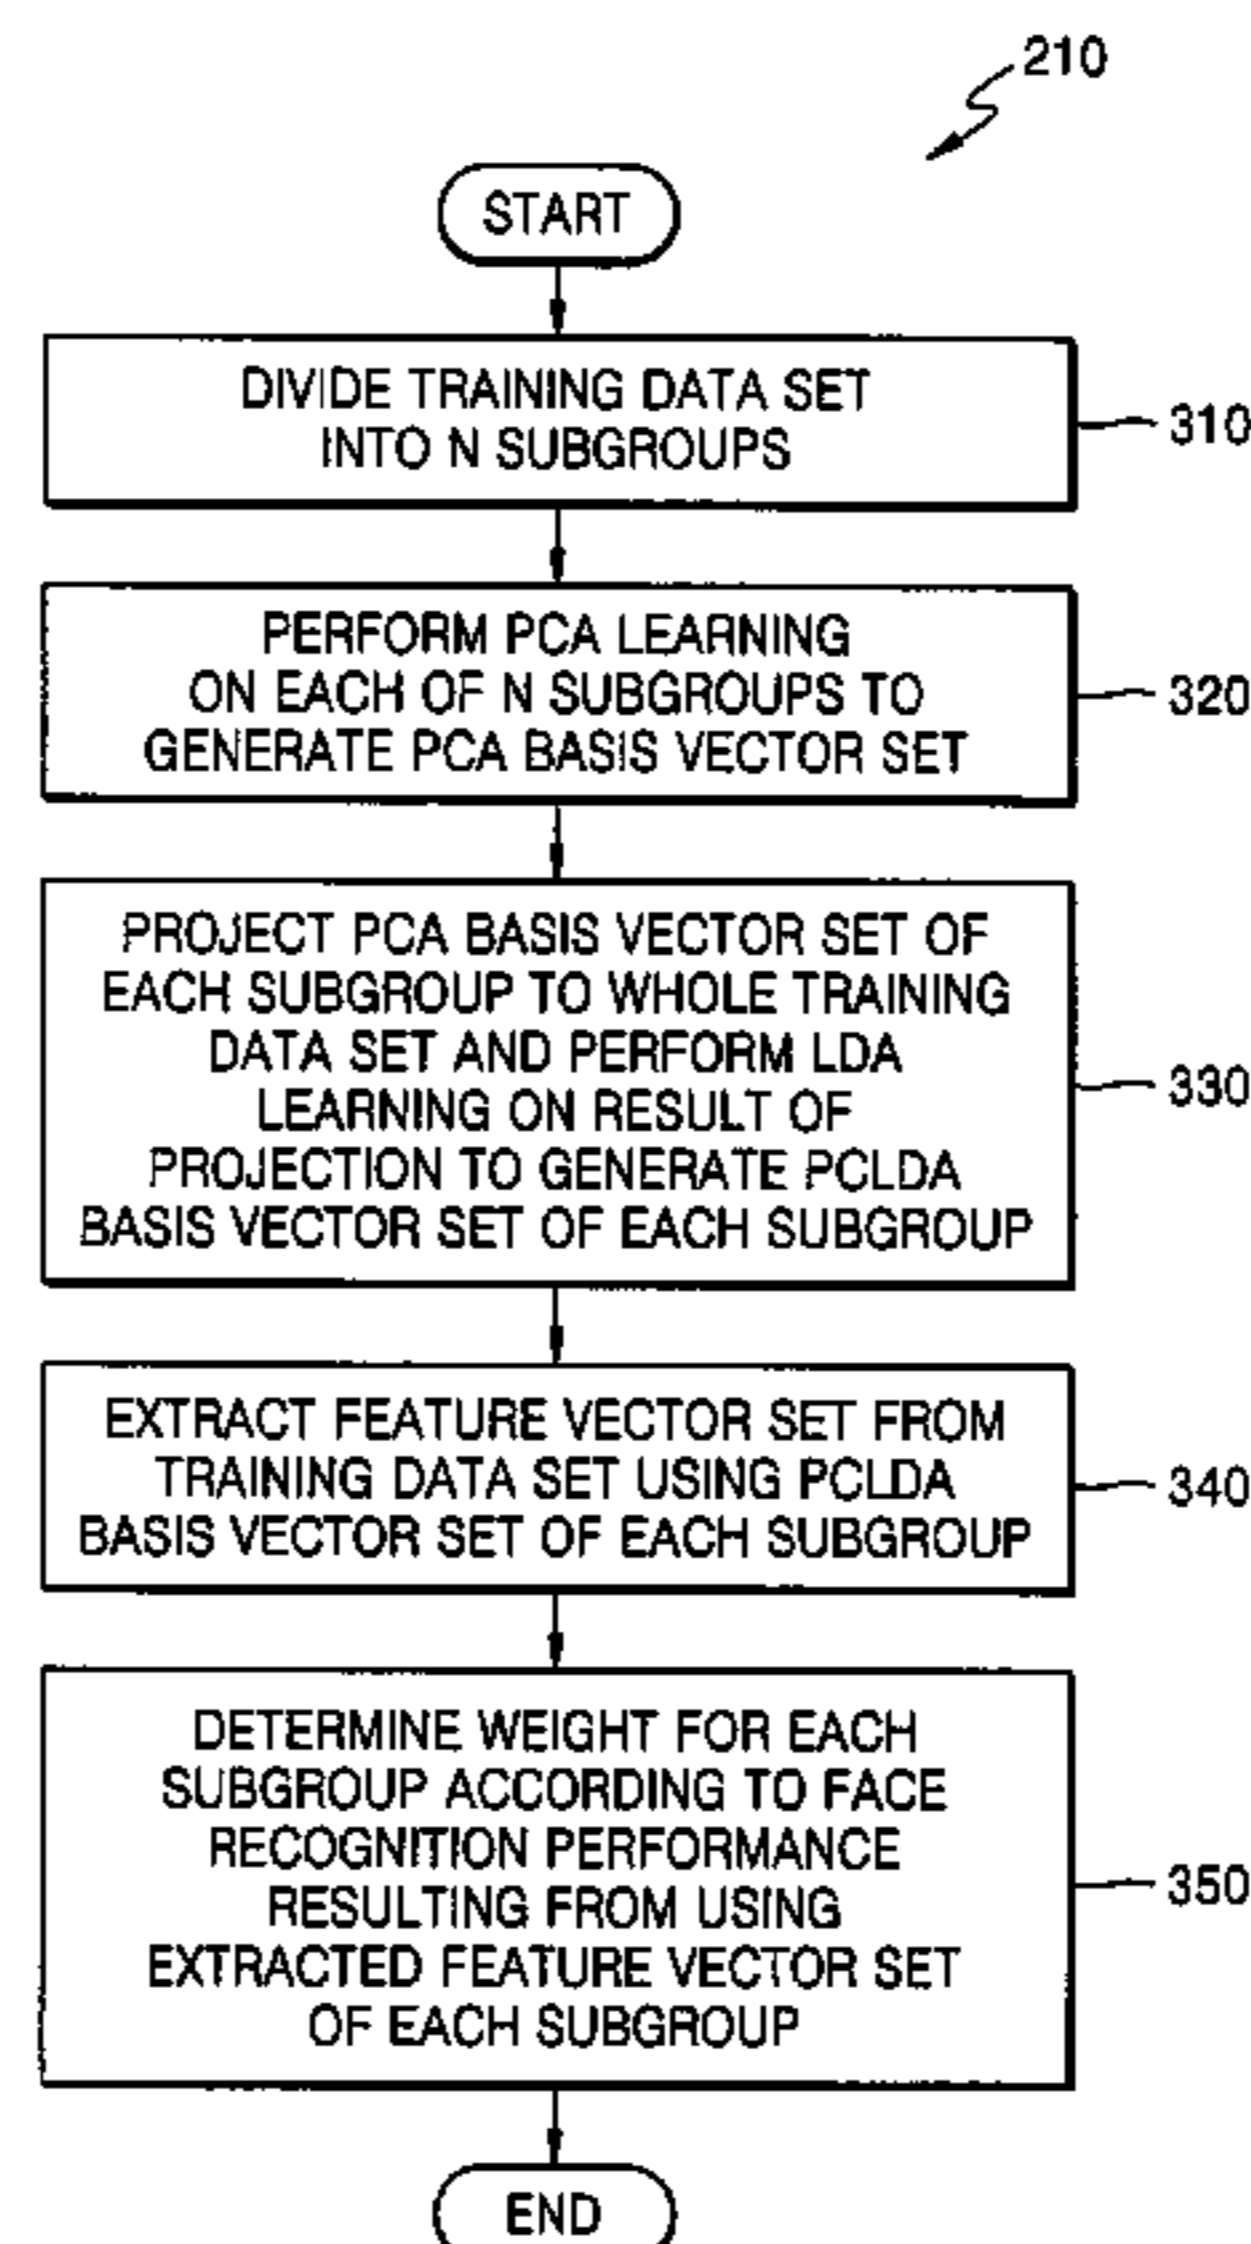 210
START
DIVIDE TRAINING DATA SET
INTO N SUBGROUPS
310
PERFORM PCA LEARNING
ON EACH OF N SUBGROUPS TO
GENERATE PCA BASIS VECTOR SET
320
PROJECT PCA BASIS VECTOR SET OF
EACH SUBGROUP TO WHOLE TRAINING
DATA SET AND PERFORM LDA
LEARNING ON RESULT OF
PROJECTION TO GENERATE PCLDA
BASIS VECTOR SET OF EACH SUBGROUP
330
EXTRACT FEATURE VECTOR SET FROM
TRAINING DATA SET USING PCLDA
BASIS VECTOR SET OF EACH SUBGROUP
340
DETERMINE WEIGHT FOR EACH
SUBGROUP ACCORDING TO FACE
RECOGNITION PERFORMANCE
RESULTING FROM USING
EXTRACTED FEATURE VECTOR SET
OF EACH SUBGROUP
350
END